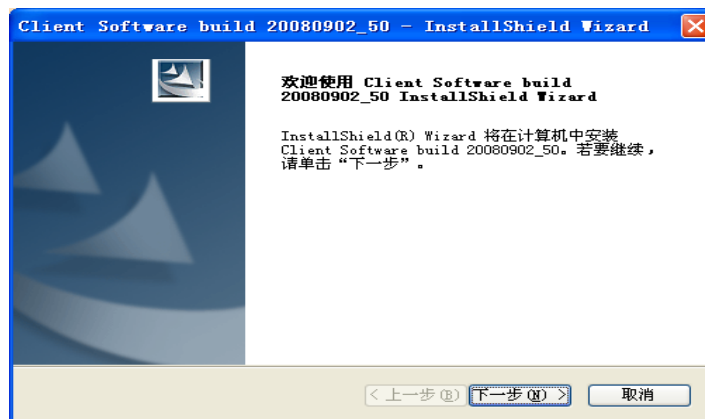 Client Software build 20080902_50 - InstallShield Wizard
欢迎使用 Client Software build
20080902_50 InstallShield Wizard
InstallShield(R) Wizard 将在计算机中安装
Client Software build 20080902_50。若要继续，
请单击“下一步”。
< 上一步(B) 下一步(N) > 取消